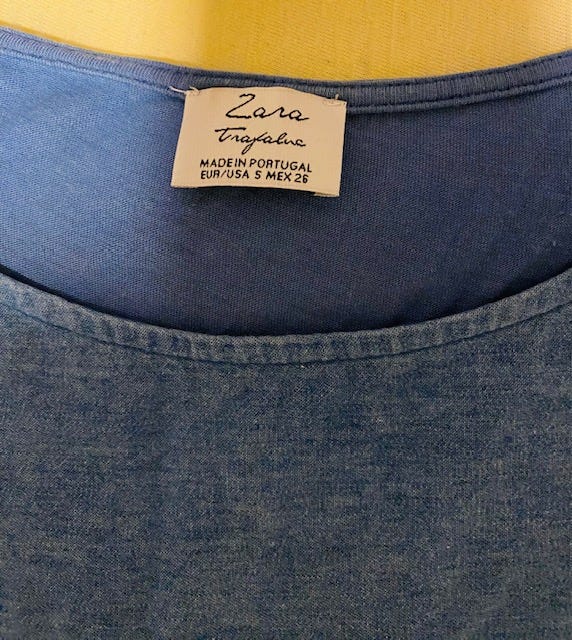 Zara
Trafaluc
MADE IN PORTUGAL
EUR/USA S MEX 26